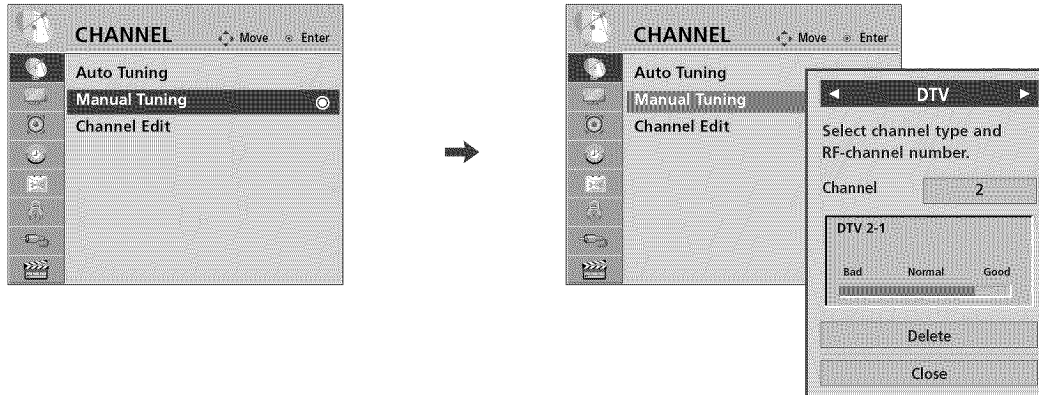 CHANNEL Move Enter
Auto Tuning
Manual Tuning
Channel Edit
CHANNEL Move Enter
Auto Tuning
Manual Tuning
Channel Edit
DTV
Select channel type and
RF-channel number.
Channel 2
DTV 2-1
Bad Normal Good
Delete
Close